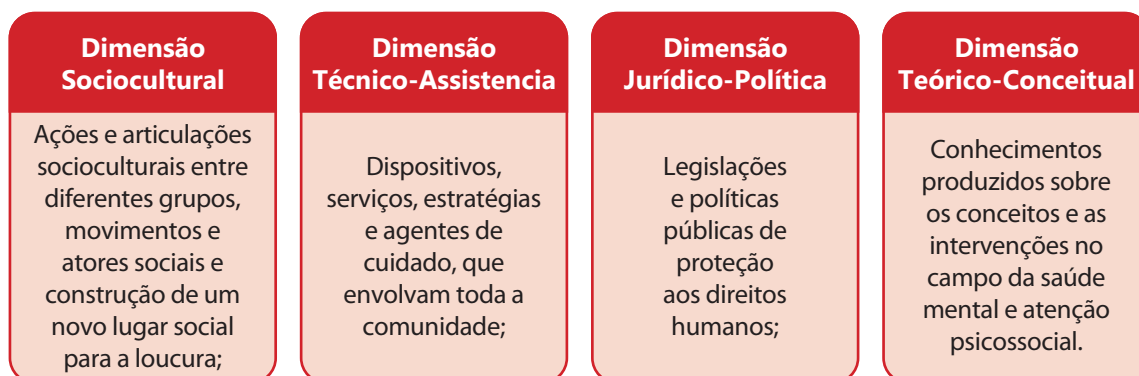 Dimensão
Sociocultural
Ações e articulações
socioculturais entre
diferentes grupos,
movimentos e
atores sociais e
construção de um
novo lugar social
para a loucura;
Dimensão
Técnico-Assistencia
Dispositivos,
serviços, estratégias
e agentes de
cuidado, que
envolvam toda a
comunidade;
Dimensão
Jurídico-Política
Legislações
e políticas
públicas de
proteção
aos direitos
humanos;
Dimensão
Teórico-Conceitual
Conhecimentos
produzidos sobre
os conceitos e as
intervenções no
campo da saúde
mental e atenção
psicossocial.